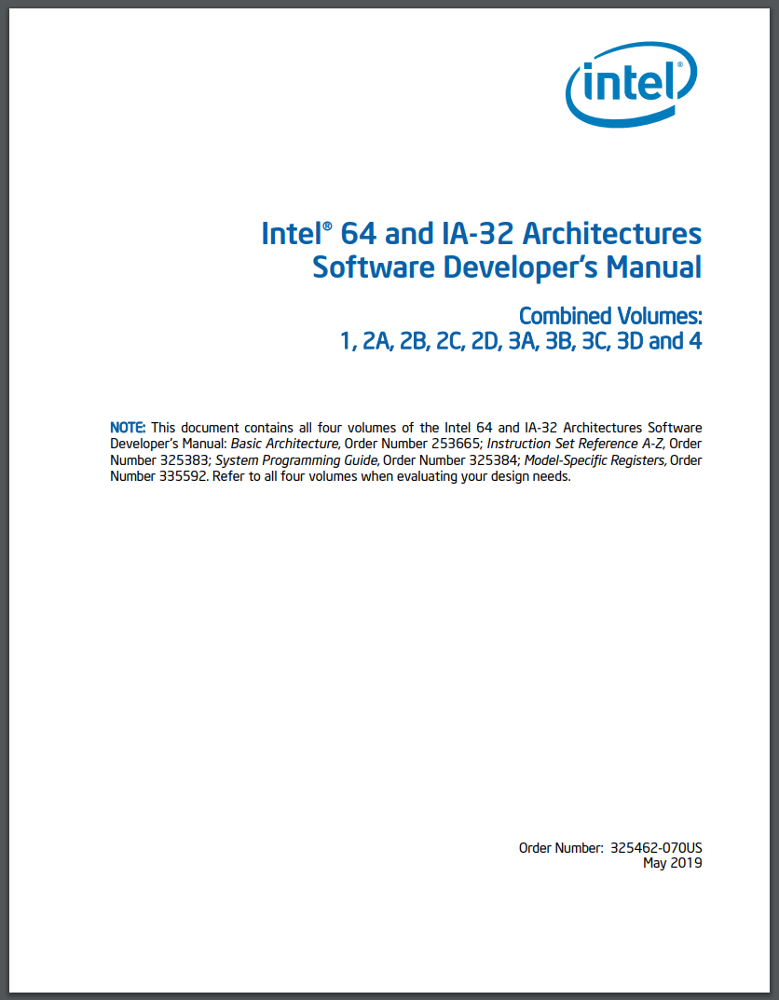 intel®
Intel® 64 and IA-32 Architectures
Software Developer's Manual
Combined Volumes:
1, 2A, 2B, 2C, 2D, 3A, 3B, 3C, 3D and 4
NOTE: This document contains all four volumes of the Intel 64 and IA-32 Architectures Software
Developer's Manual: Basic Architecture, Order Number 253665; Instruction Set Reference A-Z, Order
Number 325383; System Programming Guide, Order Number 325384; Model-Specific Registers, Order
Number 335592. Refer to all four volumes when evaluating your design needs.
Order Number: 325462-070US
May 2019